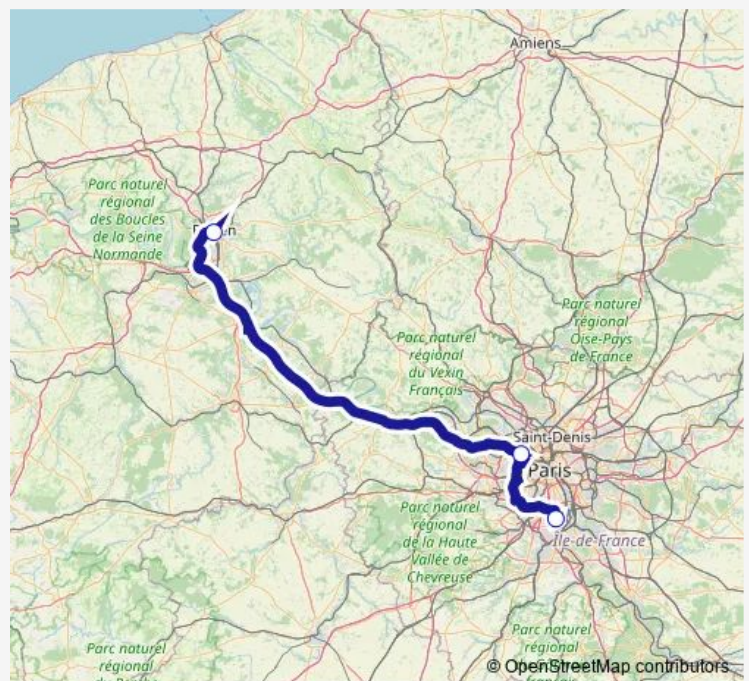 Amiens
Parc naturel
régional
des Boucles
de la Seine
Normande
Parc naturel
régional
Oise-Pays
de France
Parc naturel
régional
du Vexin
Français
Saint-Denis
Paris
Parc naturel
régional
de la Haute
Vallée de
Chevreuse
Île-de-France
Parc naturel
régional
Parc naturel
régional
© OpenStreetMap contributors